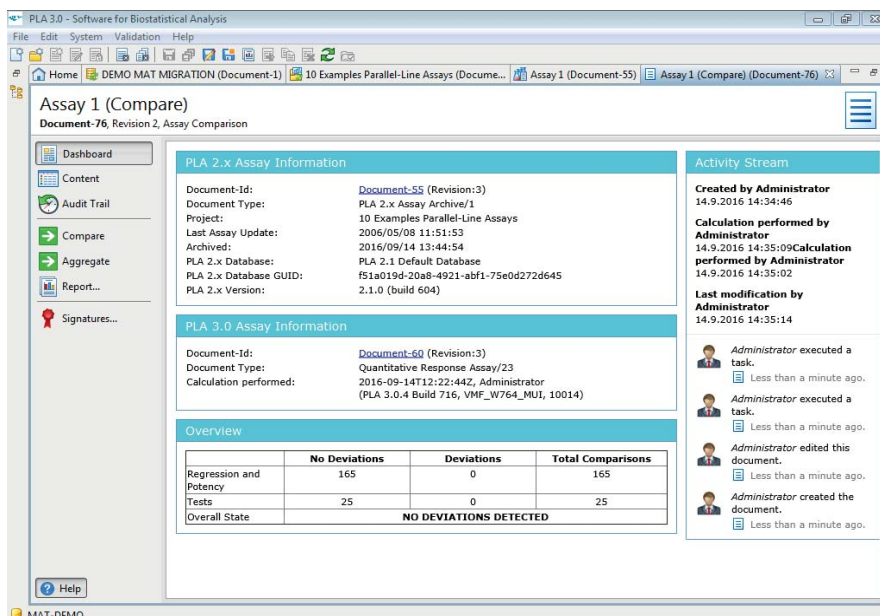 PLA 3.0 - Software for Biostatistical Analysis
File Edit System Validation Help
Home DEMO MAT MIGRATION (Document-1) 10 Examples Parallel-Line Assays (Docume... Assay 1 (Document-55) Assay 1 (Compare) (Document-76)
Assay 1 (Compare)
Document-76, Revision 2, Assay Comparison
Dashboard
Content
Audit Trail
Compare
Aggregate
Report...
Signatures...
Help
PLA 2.x Assay Information
Document-Id: Document-55 (Revision:3)
Document Type: PLA 2.x Assay Archive/1
Project: 10 Examples Parallel-Line Assays
Last Assay Update: 2006/05/08 11:51:53
Archived: 2016/09/14 13:44:54
PLA 2.x Database: PLA 2.1 Default Database
PLA 2.x Database GUID: f51a019d-20a8-4921-abf1-75e0d272d645
PLA 2.x Version: 2.1.0 (build 604)
PLA 3.0 Assay Information
Document-Id: Document-60 (Revision:3)
Document Type: Quantitative Response Assay/23
Calculation performed: 2016-09-14T12:22:44Z, Administrator
(PLA 3.0.4 Build 716, VMF_W764_MUI, 10014)
Overview
No Deviations Deviations Total Comparisons
Regression and 165 0 165
Potency
Tests 25 0 25
Overall State NO DEVIATIONS DETECTED
Activity Stream
Created by Administrator
14.9.2016 14:34:46
Calculation performed by
Administrator
14.9.2016 14:35:09Calculation
performed by Administrator
14.9.2016 14:35:02
Last modification by
Administrator
14.9.2016 14:35:14
Administrator executed a
task.
Less than a minute ago.
Administrator executed a
task.
Less than a minute ago.
Administrator edited this
document.
Less than a minute ago.
Administrator created the
document.
Less than a minute ago.
MAT-DEMO